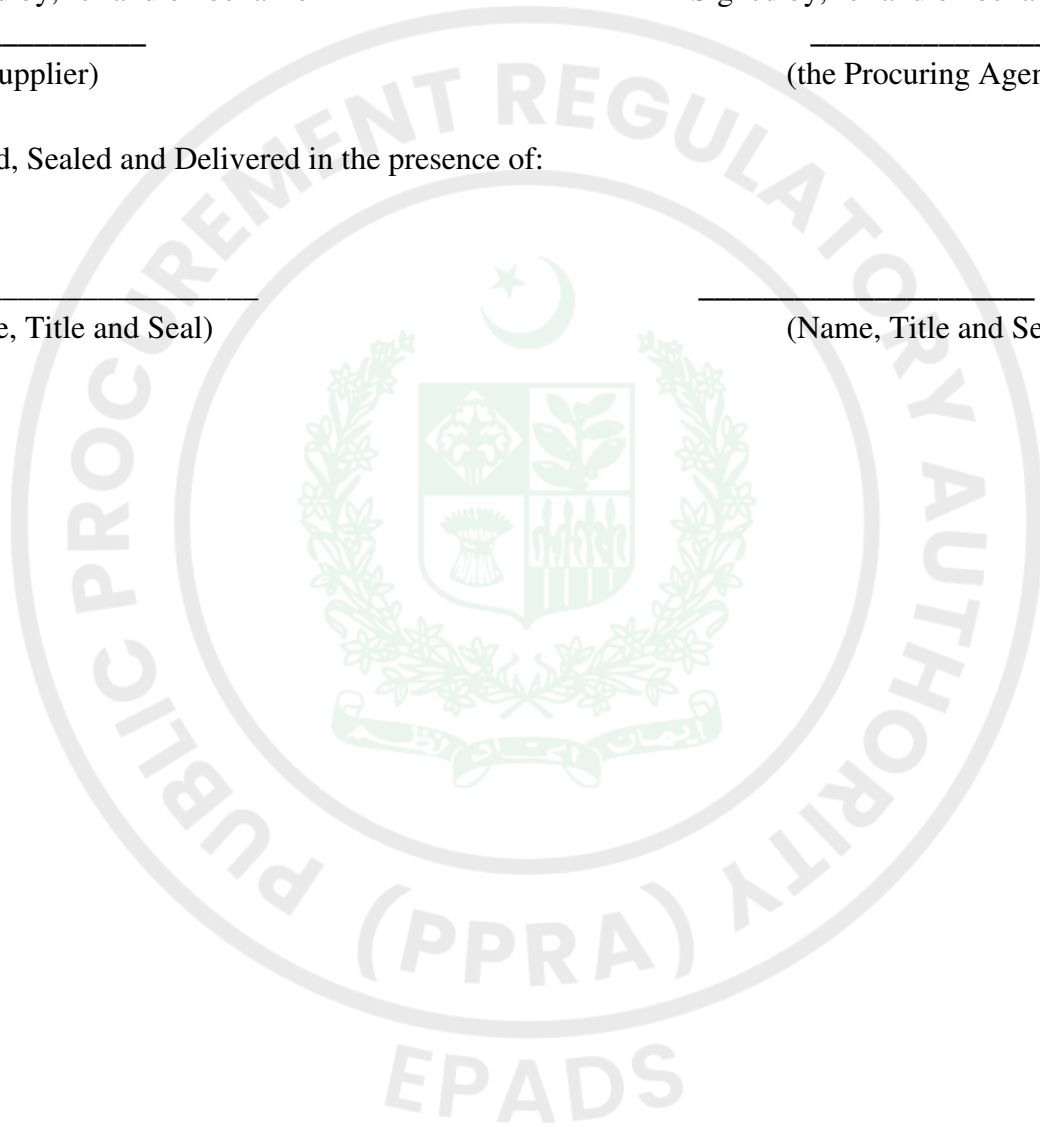 upplier) (the Procuring Agen
d, Sealed and Delivered in the presence of:
e, Title and Seal) (Name, Title and Se
PUBLIC PROCUREMENT REGULATORY AUTHORITY
(PPRA)
EPADS